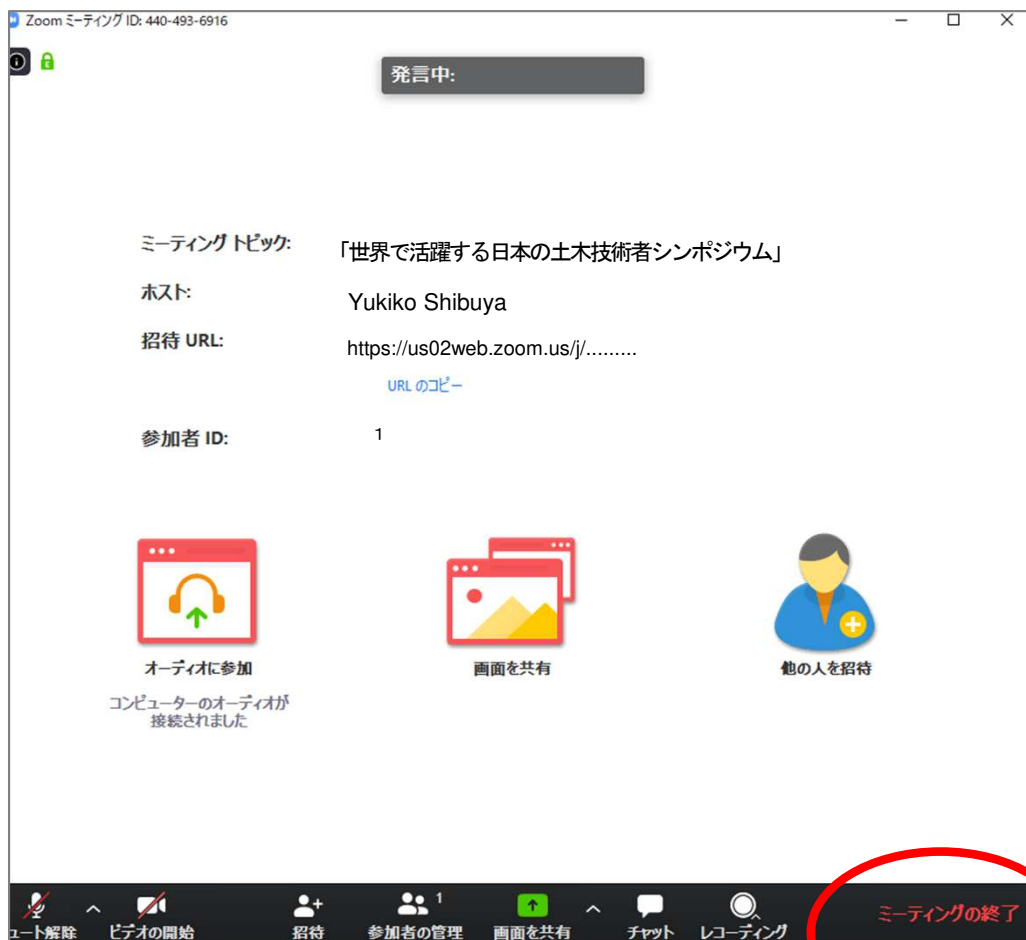 Zoom ミーティング ID: 440-493-6916
発言中:
ミーティング トピック: 「世界で活躍する日本の土木技術者シンポジウム」
ホスト: Yukiko Shibuya
招待 URL: https://us02web.zoom.us/j/.........
URL のコピー
参加者 ID: 1
オーディオに参加 画面を共有 他の人を招待
コンピューターのオーディオが
接続されました
1
ュート解除 ビデオの開始 招待 参加者の管理 画面を共有 チャット レコーディング ミーティングの終了